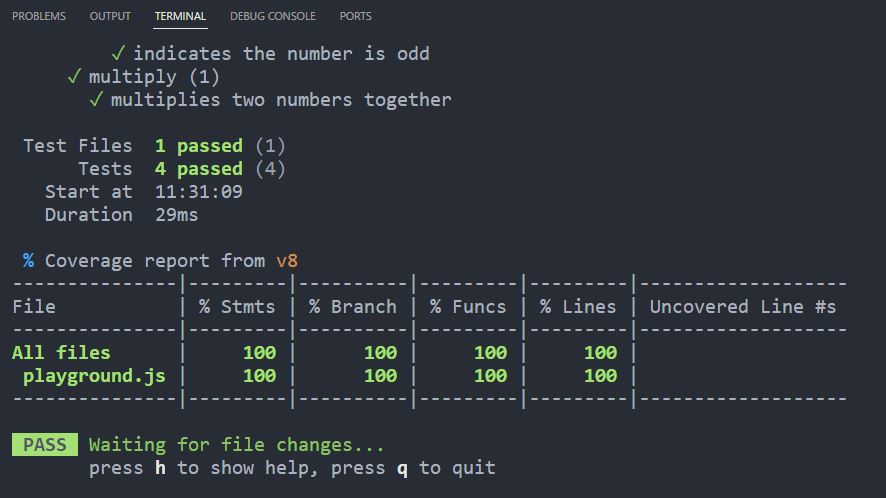 PROBLEMS OUTPUT TERMINAL DEBUG CONSOLE PORTS
✓ indicates the number is odd
✓ multiply (1)
✓ multiplies two numbers together
Test Files 1 passed (1)
Tests 4 passed (4)
Start at 11:31:09
Duration 29ms
% Coverage report from v8
---------------|---------|----------|---------|---------|-------------------
File | % Stmts | % Branch | % Funcs | % Lines | Uncovered Line #s
---------------|---------|----------|---------|---------|-------------------
All files | 100 | 100 | 100 | 100 |
playground.js | 100 | 100 | 100 | 100 |
---------------|---------|----------|---------|---------|-------------------
PASS Waiting for file changes...
press h to show help, press q to quit